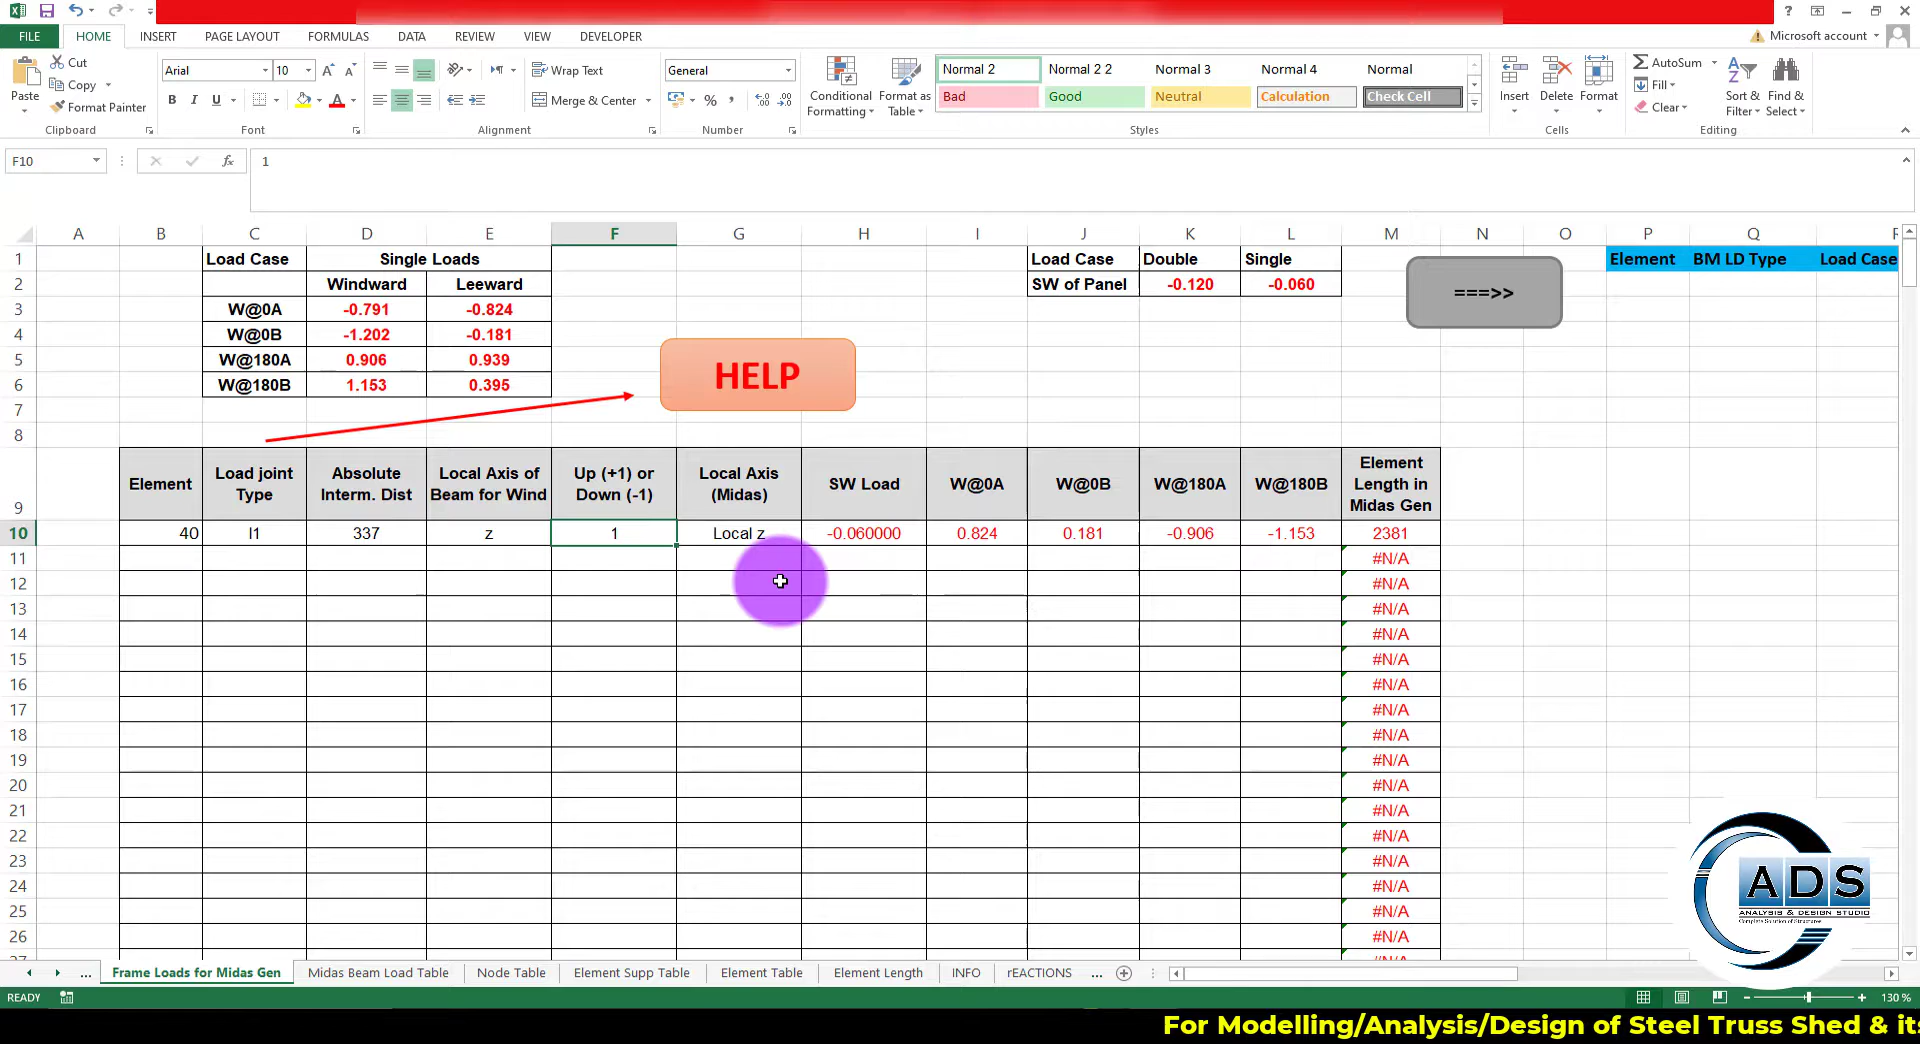 FILE HOME INSERT PAGE LAYOUT FORMULAS DATA REVIEW VIEW DEVELOPER Microsoft account
Paste Cut Copy Format Painter Clipboard
Arial 10 B I U Font
Wrap Text Merge & Center Alignment
General % Number
Conditional Formatting Format as Table
Normal 2 Normal 2 2 Normal 3 Normal 4 Normal
Bad Good Neutral Calculation Check Cell
Styles
Insert Delete Format Cells
AutoSum Fill Clear Sort & Filter Find & Select Editing
F10 fx 1
A B C D E F G H I J K L M N O P Q
1 Load Case Single Loads Load Case Double Single Element BM LD Type Load Case
2 Windward Leeward SW of Panel -0.120 -0.060
===>>
3 W@0A -0.791 -0.824
4 W@0B -1.202 -0.181
5 W@180A 0.906 0.939
6 W@180B 1.153 0.395
HELP
7
8
9 Element Load joint Type Absolute Interm. Dist Local Axis of Beam for Wind Up (+1) or Down (-1) Local Axis (Midas) SW Load W@0A W@0B W@180A W@180B Element Length in Midas Gen
10 40 I1 337 z 1 Local z -0.060000 0.824 0.181 -0.906 -1.153 2381
11 #N/A
12 #N/A
13 #N/A
14 #N/A
15 #N/A
16 #N/A
17 #N/A
18 #N/A
19 #N/A
20 #N/A
21 #N/A
22 #N/A
23 #N/A
24 #N/A
25 #N/A
26 #N/A
ADS
ANALYSIS & DESIGN STUDIO
Complete Solution of Structures
... Frame Loads for Midas Gen Midas Beam Load Table Node Table Element Supp Table Element Table Element Length INFO rEACTIONS ...
READY 130 %
For Modelling/Analysis/Design of Steel Truss Shed & its